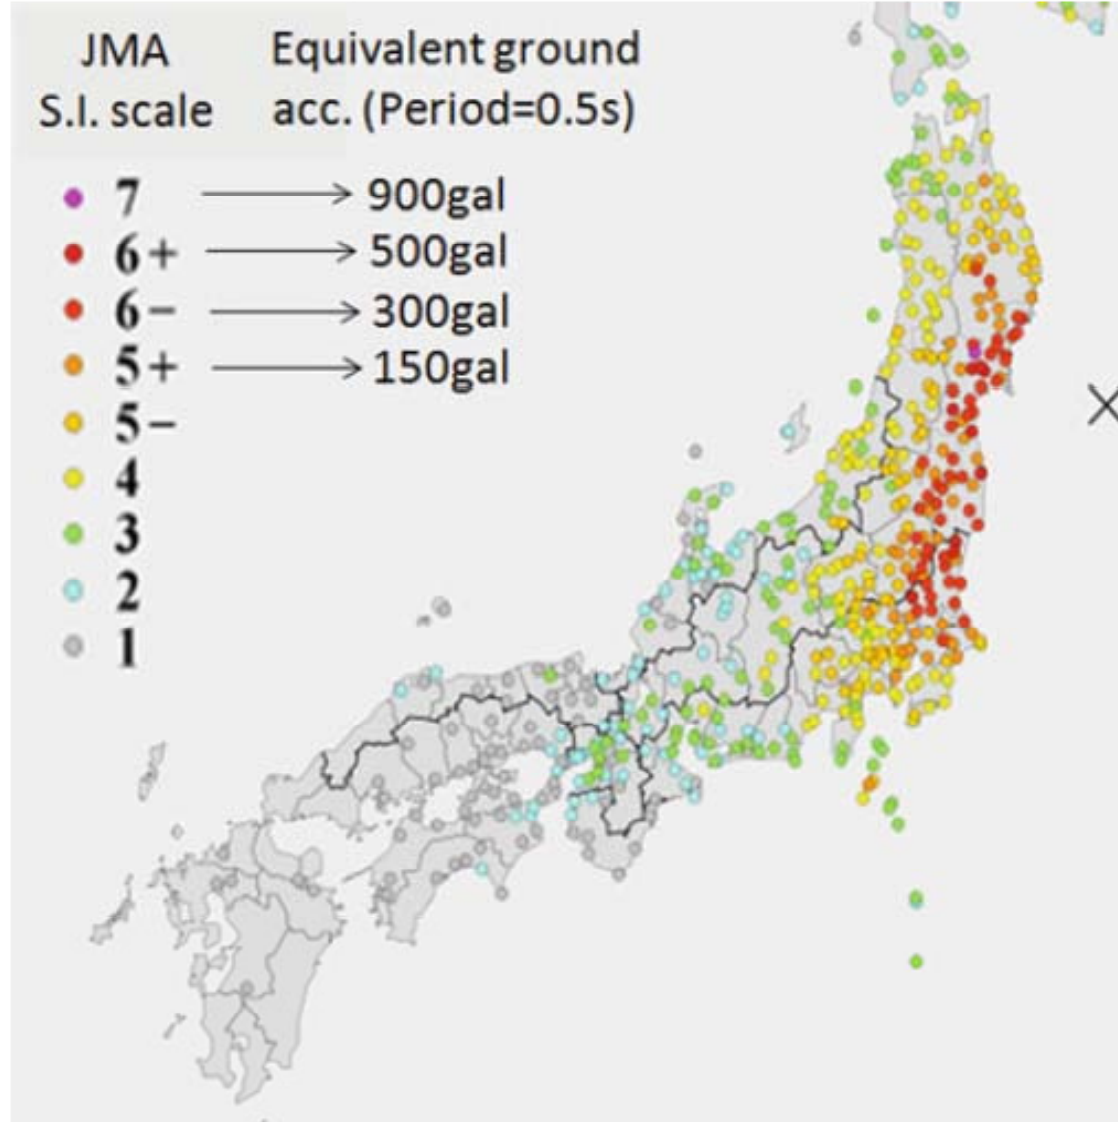 JMA Equivalent ground
S.I. scale acc. (Period=0.5s)
7 900gal
6+ 500gal
6− 300gal
5+ 150gal
5−
4
3
2
1